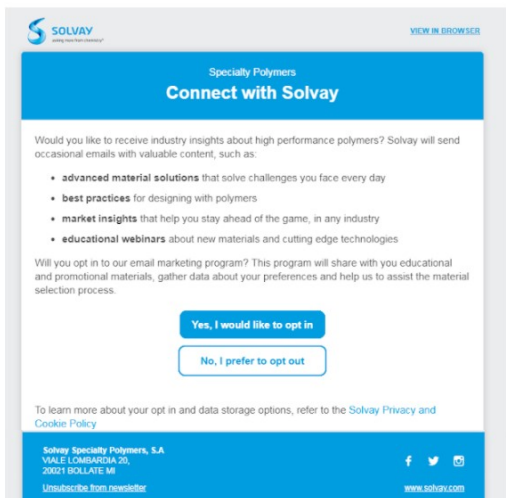 SOLVAY
asking more from chemistry®
VIEW IN BROWSER
Specialty Polymers
Connect with Solvay
Would you like to receive industry insights about high performance polymers? Solvay will send
occasional emails with valuable content, such as:
• advanced material solutions that solve challenges you face every day
• best practices for designing with polymers
• market insights that help you stay ahead of the game, in any industry
• educational webinars about new materials and cutting edge technologies
Will you opt in to our email marketing program? This program will share with you educational
and promotional materials, gather data about your preferences and help us to assist the material
selection process.
Yes, I would like to opt in
No, I prefer to opt out
To learn more about your opt in and data storage options, refer to the Solvay Privacy and
Cookie Policy
Solvay Specialty Polymers, S.A
VIALE LOMBARDIA 20,
20021 BOLLATE MI
Unsubscribe from newsletter
www.solvay.com